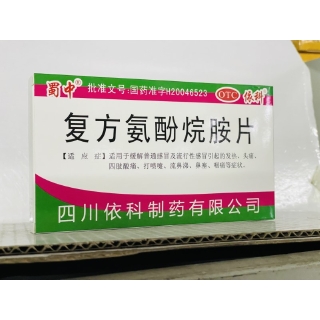 蜀中® 批准文号:国药准字H20046523 OTC 依科
复方氨酚烷胺片
【适 应 症】适用于缓解普通感冒及流行性感冒引起的发热、头痛、
四肢酸痛、打喷嚏、流鼻涕、鼻塞、咽痛等症状。
四川依科制药有限公司